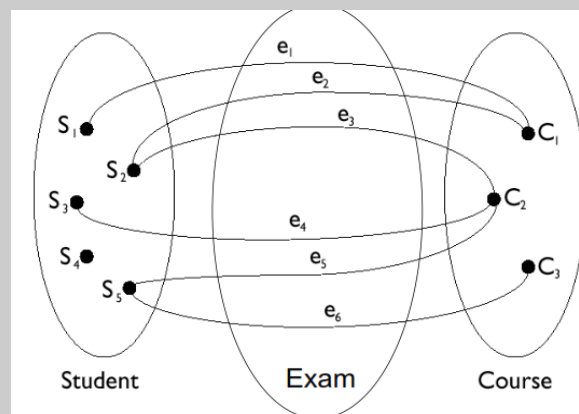 e₁
e₂
e₃
S₁
C₁
S₂
S₃
C₂
e₄
S₄
e₅
C₃
S₅
e₆
Student
Exam
Course